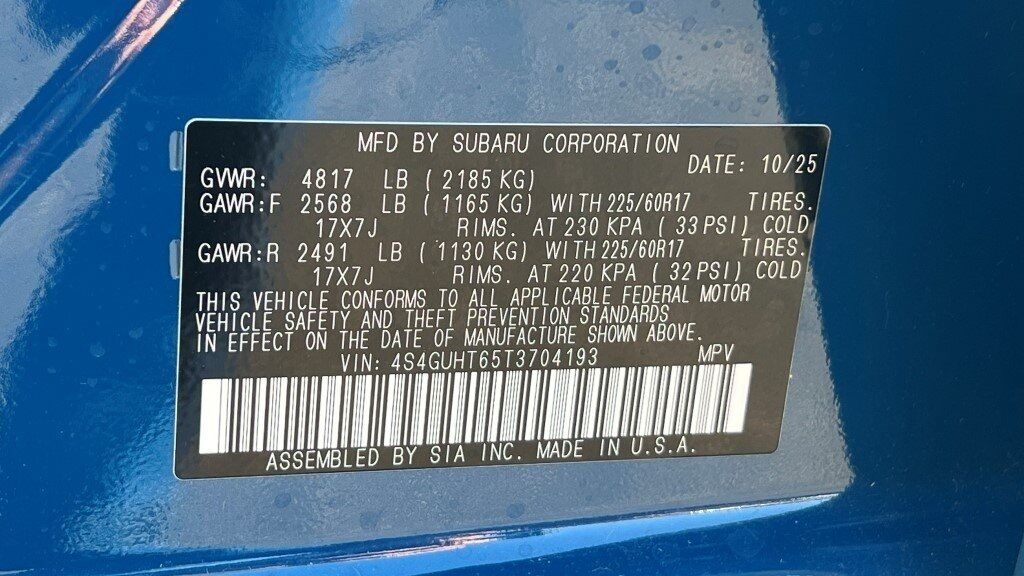 MFD BY SUBARU CORPORATION
DATE: 10/25
GVWR: 4817 LB ( 2185 KG)
GAWR:F 2568 LB ( 1165 KG) WITH 225/60R17 TIRES.
17X7J RIMS. AT 230 KPA ( 33 PSI) COLD
GAWR:R 2491 LB ( 1130 KG) WITH 225/60R17 TIRES.
17X7J RIMS. AT 220 KPA ( 32 PSI) COLD
THIS VEHICLE CONFORMS TO ALL APPLICABLE FEDERAL MOTOR
VEHICLE SAFETY AND THEFT PREVENTION STANDARDS
IN EFFECT ON THE DATE OF MANUFACTURE SHOWN ABOVE.
VIN: 4S4GUHT65T3704193 MPV
ASSEMBLED BY SIA INC. MADE IN U.S.A.